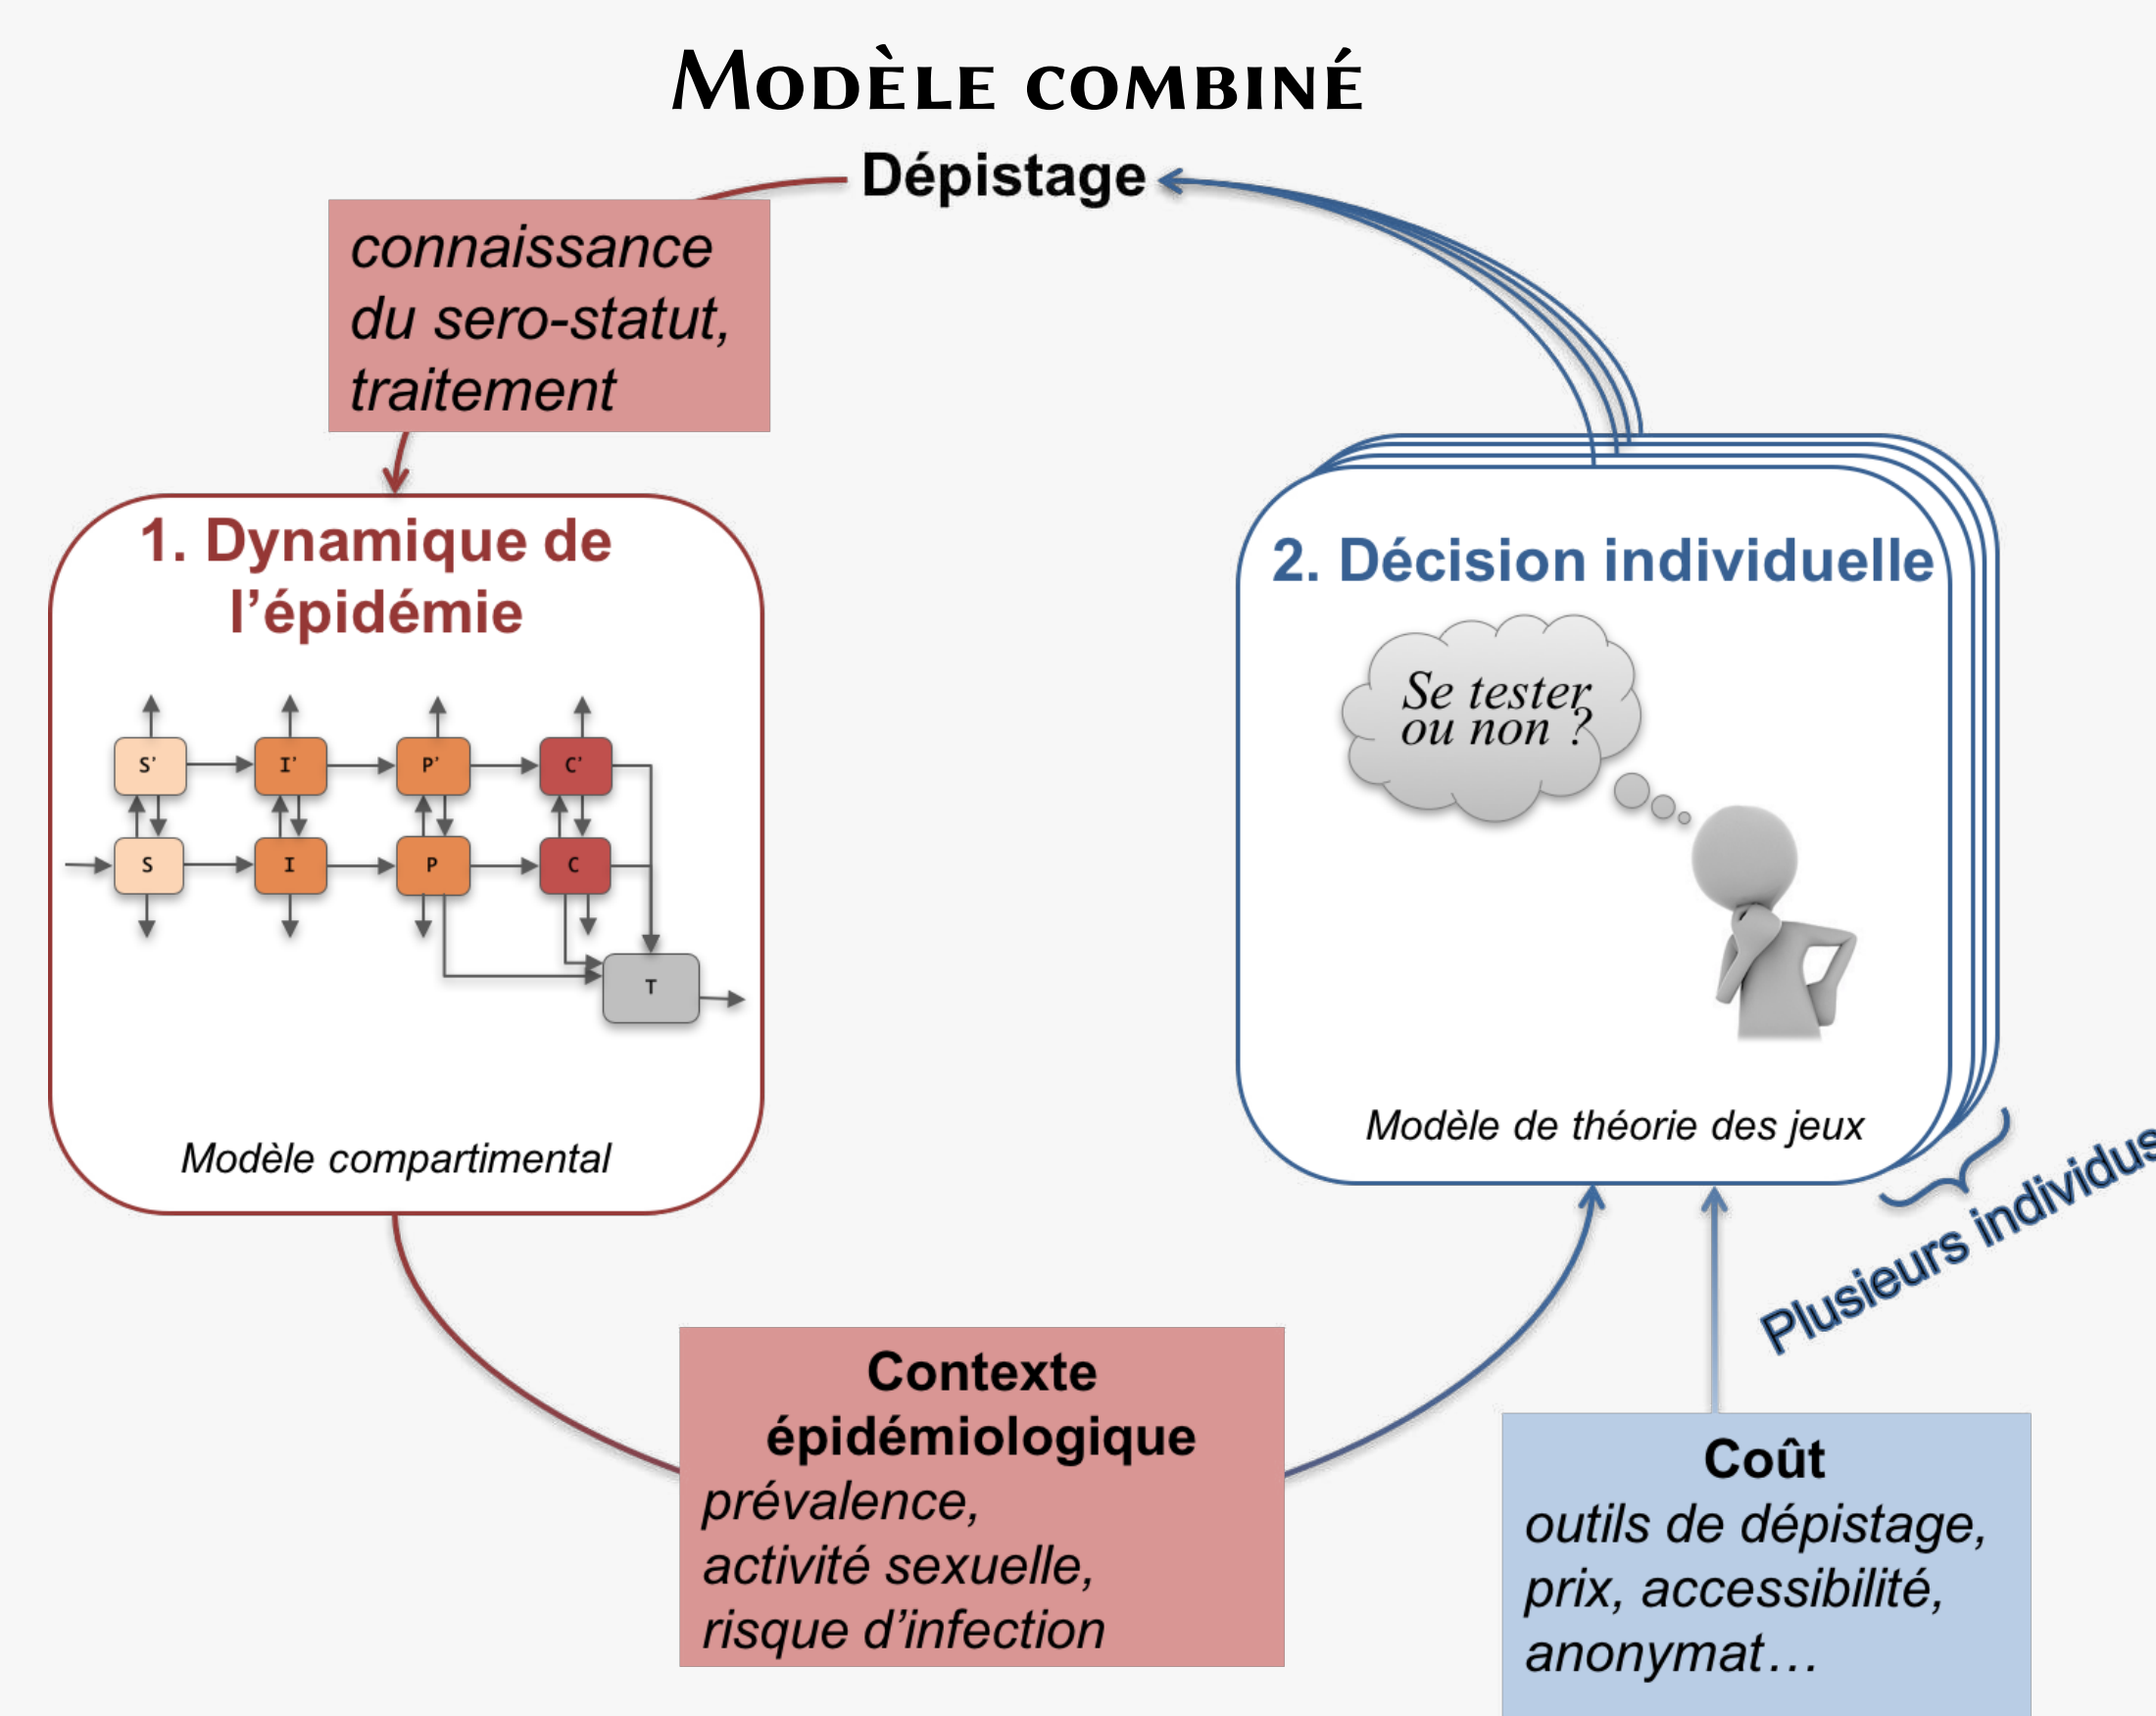 MODÈLE COMBINÉ
Dépistage
connaissance
du sero-statut,
traitement
1. Dynamique de
l’épidémie
S’ I’ P’ C’
S I P C
T
Modèle compartimental
2. Décision individuelle
Se tester
ou non ?
Modèle de théorie des jeux
Plusieurs individus
Contexte
épidémiologique
prévalence,
activité sexuelle,
risque d’infection
Coût
outils de dépistage,
prix, accessibilité,
anonymat…